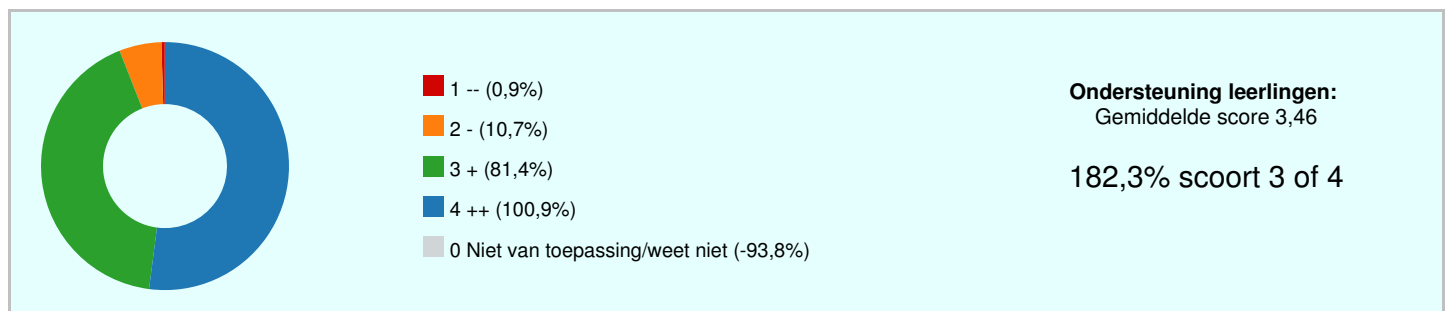 1 -- (0,9%)
2 - (10,7%)
3 + (81,4%)
4 ++ (100,9%)
0 Niet van toepassing/weet niet (-93,8%)
Ondersteuning leerlingen:
Gemiddelde score 3,46
182,3% scoort 3 of 4